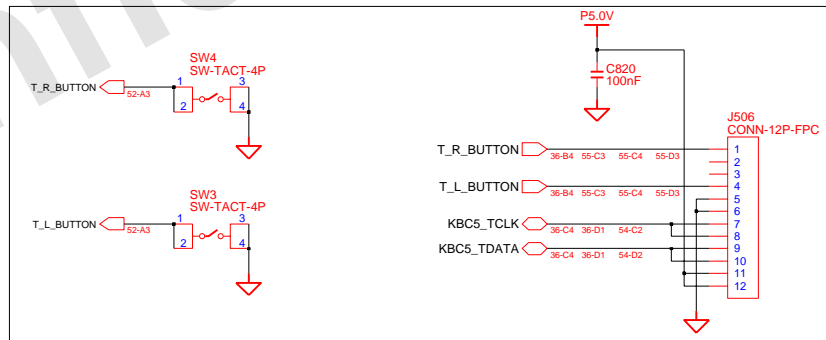 P5.0V
SW4
SW-TACT-4P
T_R_BUTTON
52-A3
1
3
2
4
C820
100nF
J506
CONN-12P-FPC
T_R_BUTTON
36-B4 55-C3 55-C4 55-D3
1
2
3
T_L_BUTTON
36-B4 55-C3 55-C4 55-D3
4
5
6
SW3
SW-TACT-4P
T_L_BUTTON
52-A3
1
3
2
4
KBC5_TCLK
36-C4 36-D1 54-C2
7
8
KBC5_TDATA
36-C4 36-D1 54-D2
9
10
11
12